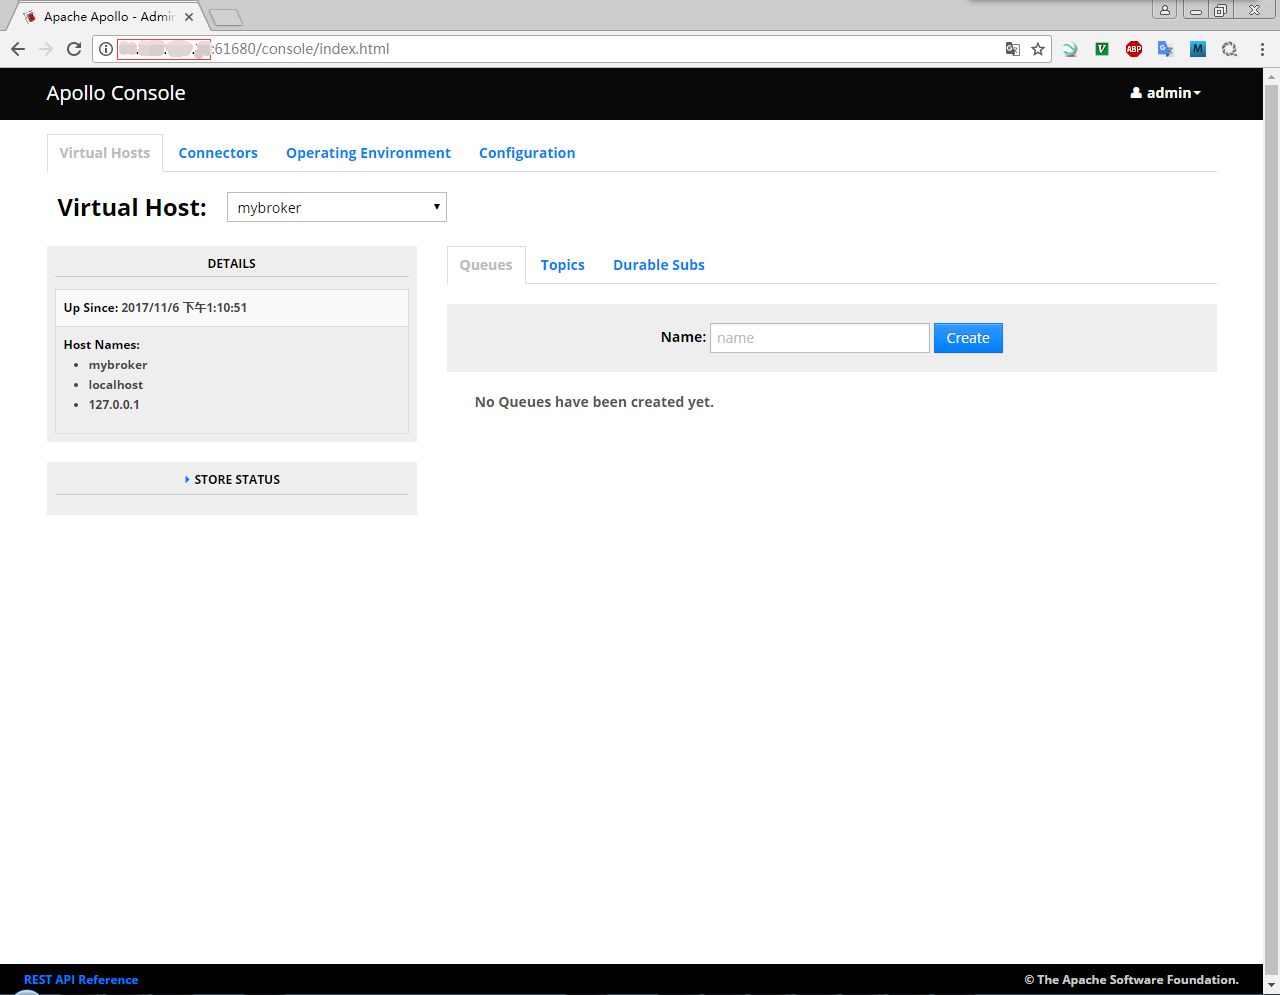 Apache Apollo - Admin
:61680/console/index.html
Apollo Console
admin
Virtual Hosts Connectors Operating Environment Configuration
Virtual Host: mybroker
DETAILS
Queues Topics Durable Subs
Up Since: 2017/11/6 下午1:10:51
Name: name Create
Host Names:
mybroker
localhost
127.0.0.1
No Queues have been created yet.
STORE STATUS
REST API Reference
© The Apache Software Foundation.